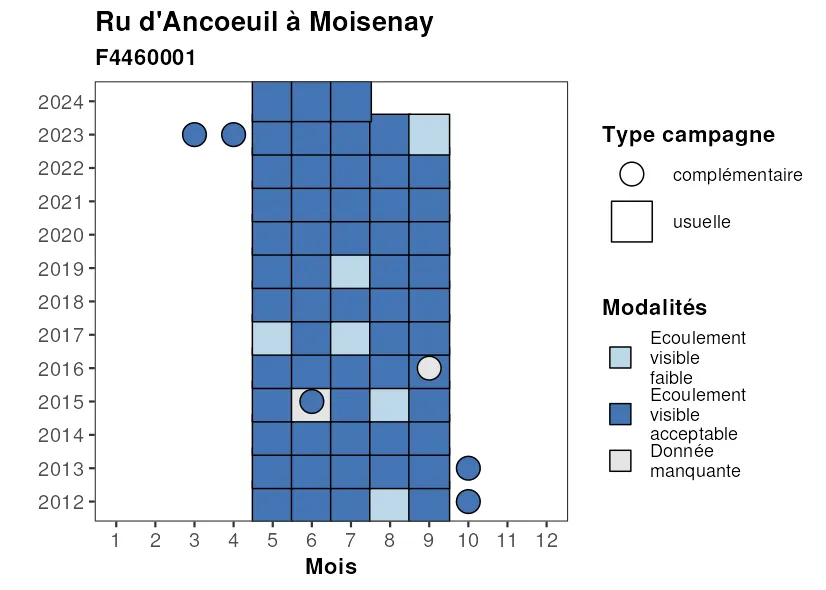 Ru d'Ancoeuil à Moisenay
F4460001
2024
2023
2022
2021
2020
2019
2018
2017
2016
2015
2014
2013
2012
1 2 3 4 5 6 7 8 9 10 11 12
Mois
Type campagne
complémentaire
usuelle
Modalités
Ecoulement
visible
faible
Ecoulement
visible
acceptable
Donnée
manquante